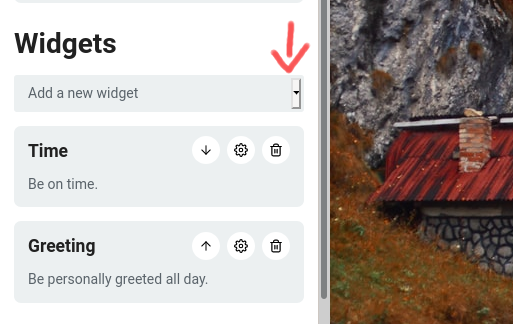 Widgets
Add a new widget
Time
Be on time.
Greeting
Be personally greeted all day.